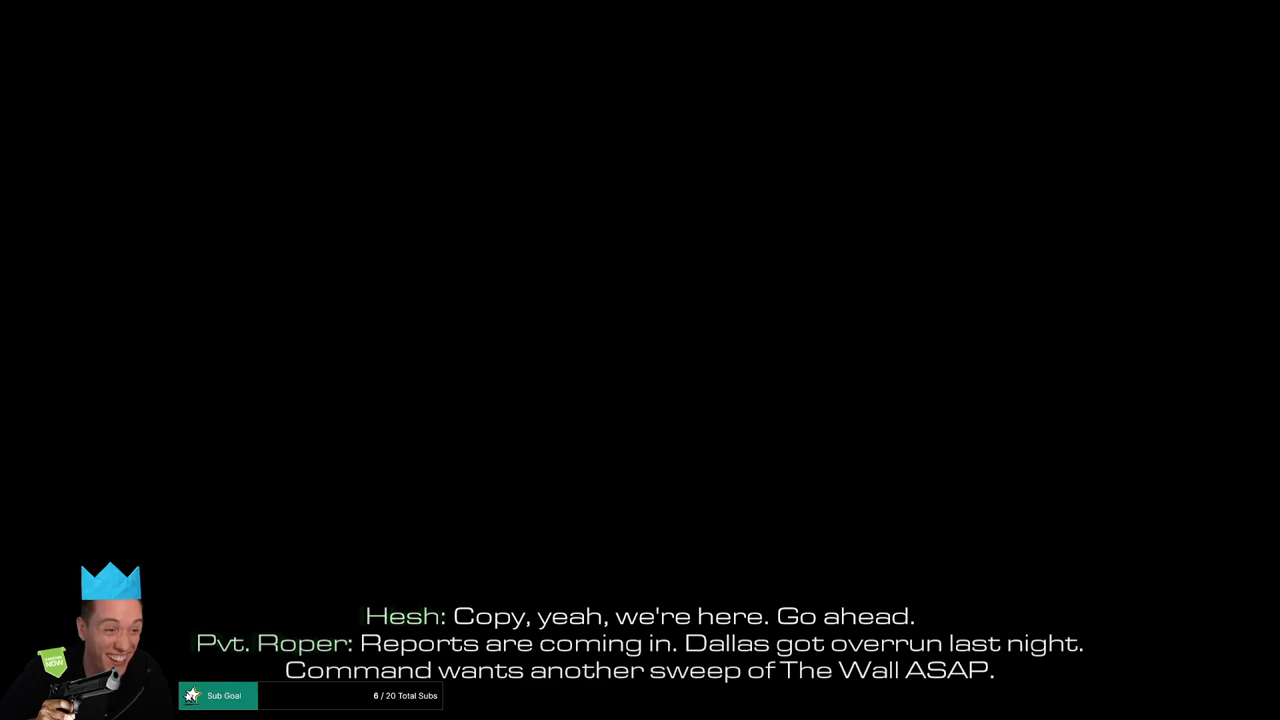 Hesh: Copy, yeah, we're here. Go ahead.
Pvt. Roper: Reports are coming in. Dallas got overrun last night.
Command wants another sweep of The Wall ASAP.
NOW
Sub Goal
6 / 20 Total Subs